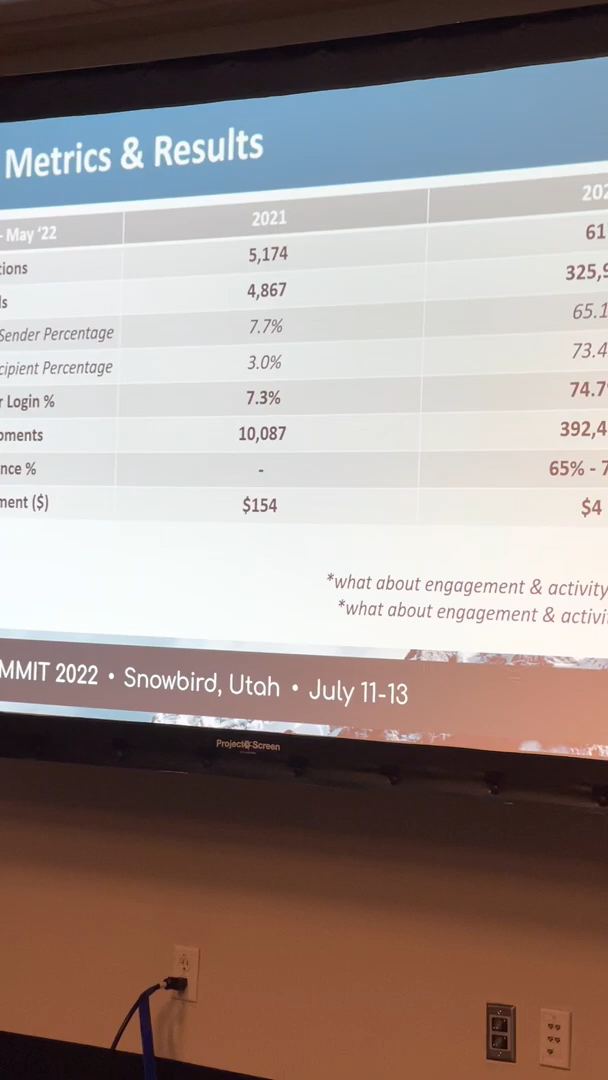 Metrics & Results
- May '22 2021 202
tions 5,174 61
ls 4,867 325,9
Sender Percentage 7.7% 65.1
cipient Percentage 3.0% 73.4
r Login % 7.3% 74.7
oments 10,087 392,4
nce % - 65% - 7
ment ($) $154 $4
*what about engagement & activity
*what about engagement & activi
MMIT 2022 • Snowbird, Utah • July 11-13
Project Screen